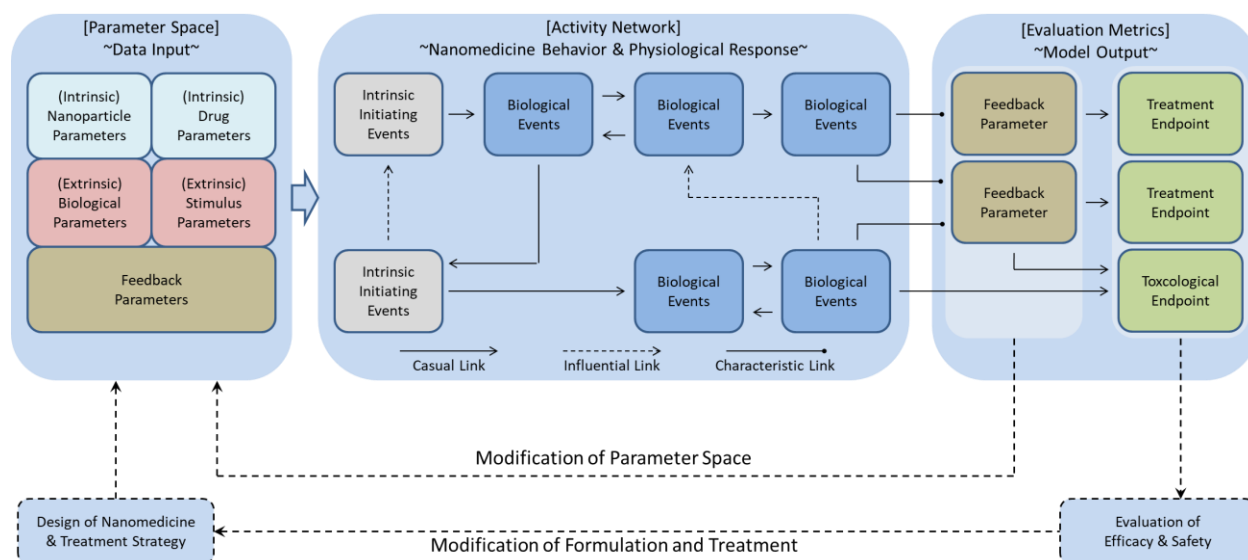 [Parameter Space]
~Data Input~
(Intrinsic)
Nanoparticle
Parameters
(Intrinsic)
Drug
Parameters
(Extrinsic)
Biological
Parameters
(Extrinsic)
Stimulus
Parameters
Feedback
Parameters
[Activity Network]
~Nanomedicine Behavior & Physiological Response~
Intrinsic
Initiating
Events
Biological
Events
Biological
Events
Biological
Events
Intrinsic
Initiating
Events
Biological
Events
Biological
Events
Casual Link
Influential Link
Characteristic Link
[Evaluation Metrics]
~Model Output~
Feedback
Parameter
Treatment
Endpoint
Feedback
Parameter
Treatment
Endpoint
Toxcological
Endpoint
Modification of Parameter Space
Design of Nanomedicine
& Treatment Strategy
Modification of Formulation and Treatment
Evaluation of
Efficacy & Safety